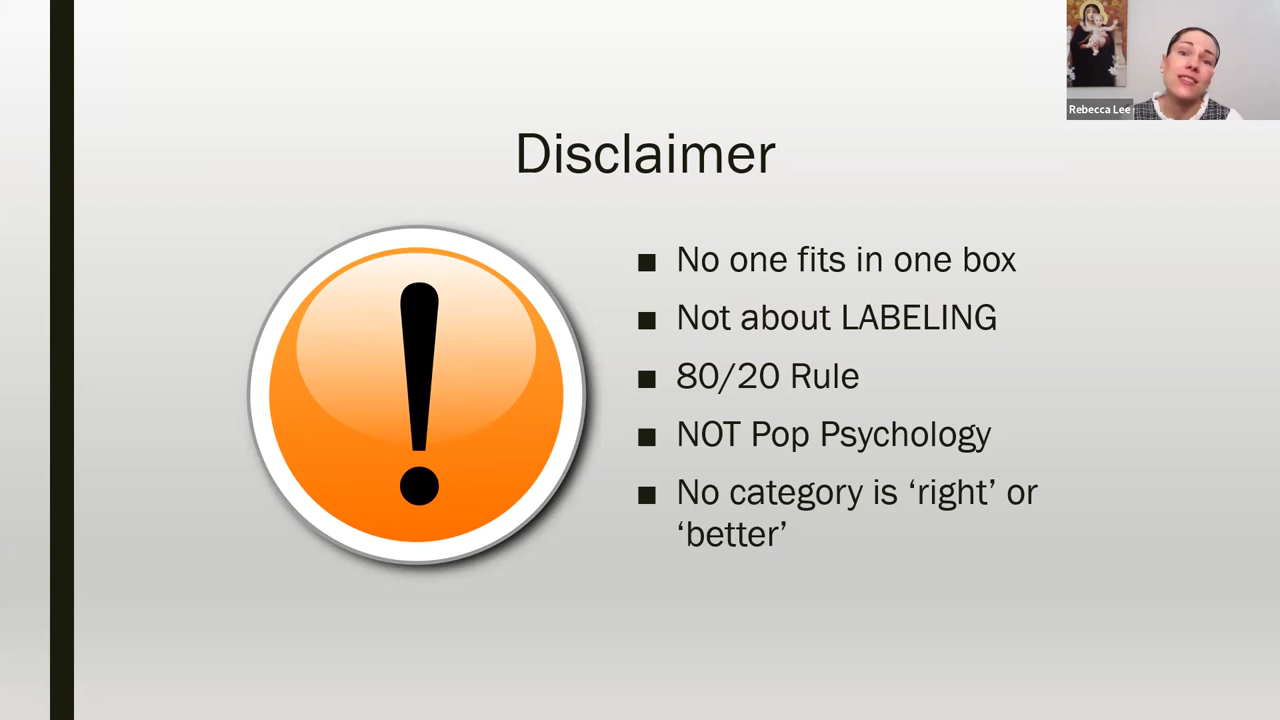 Rebecca Lee
Disclaimer
■ No one fits in one box
■ Not about LABELING
■ 80/20 Rule
■ NOT Pop Psychology
■ No category is ‘right’ or
‘better’